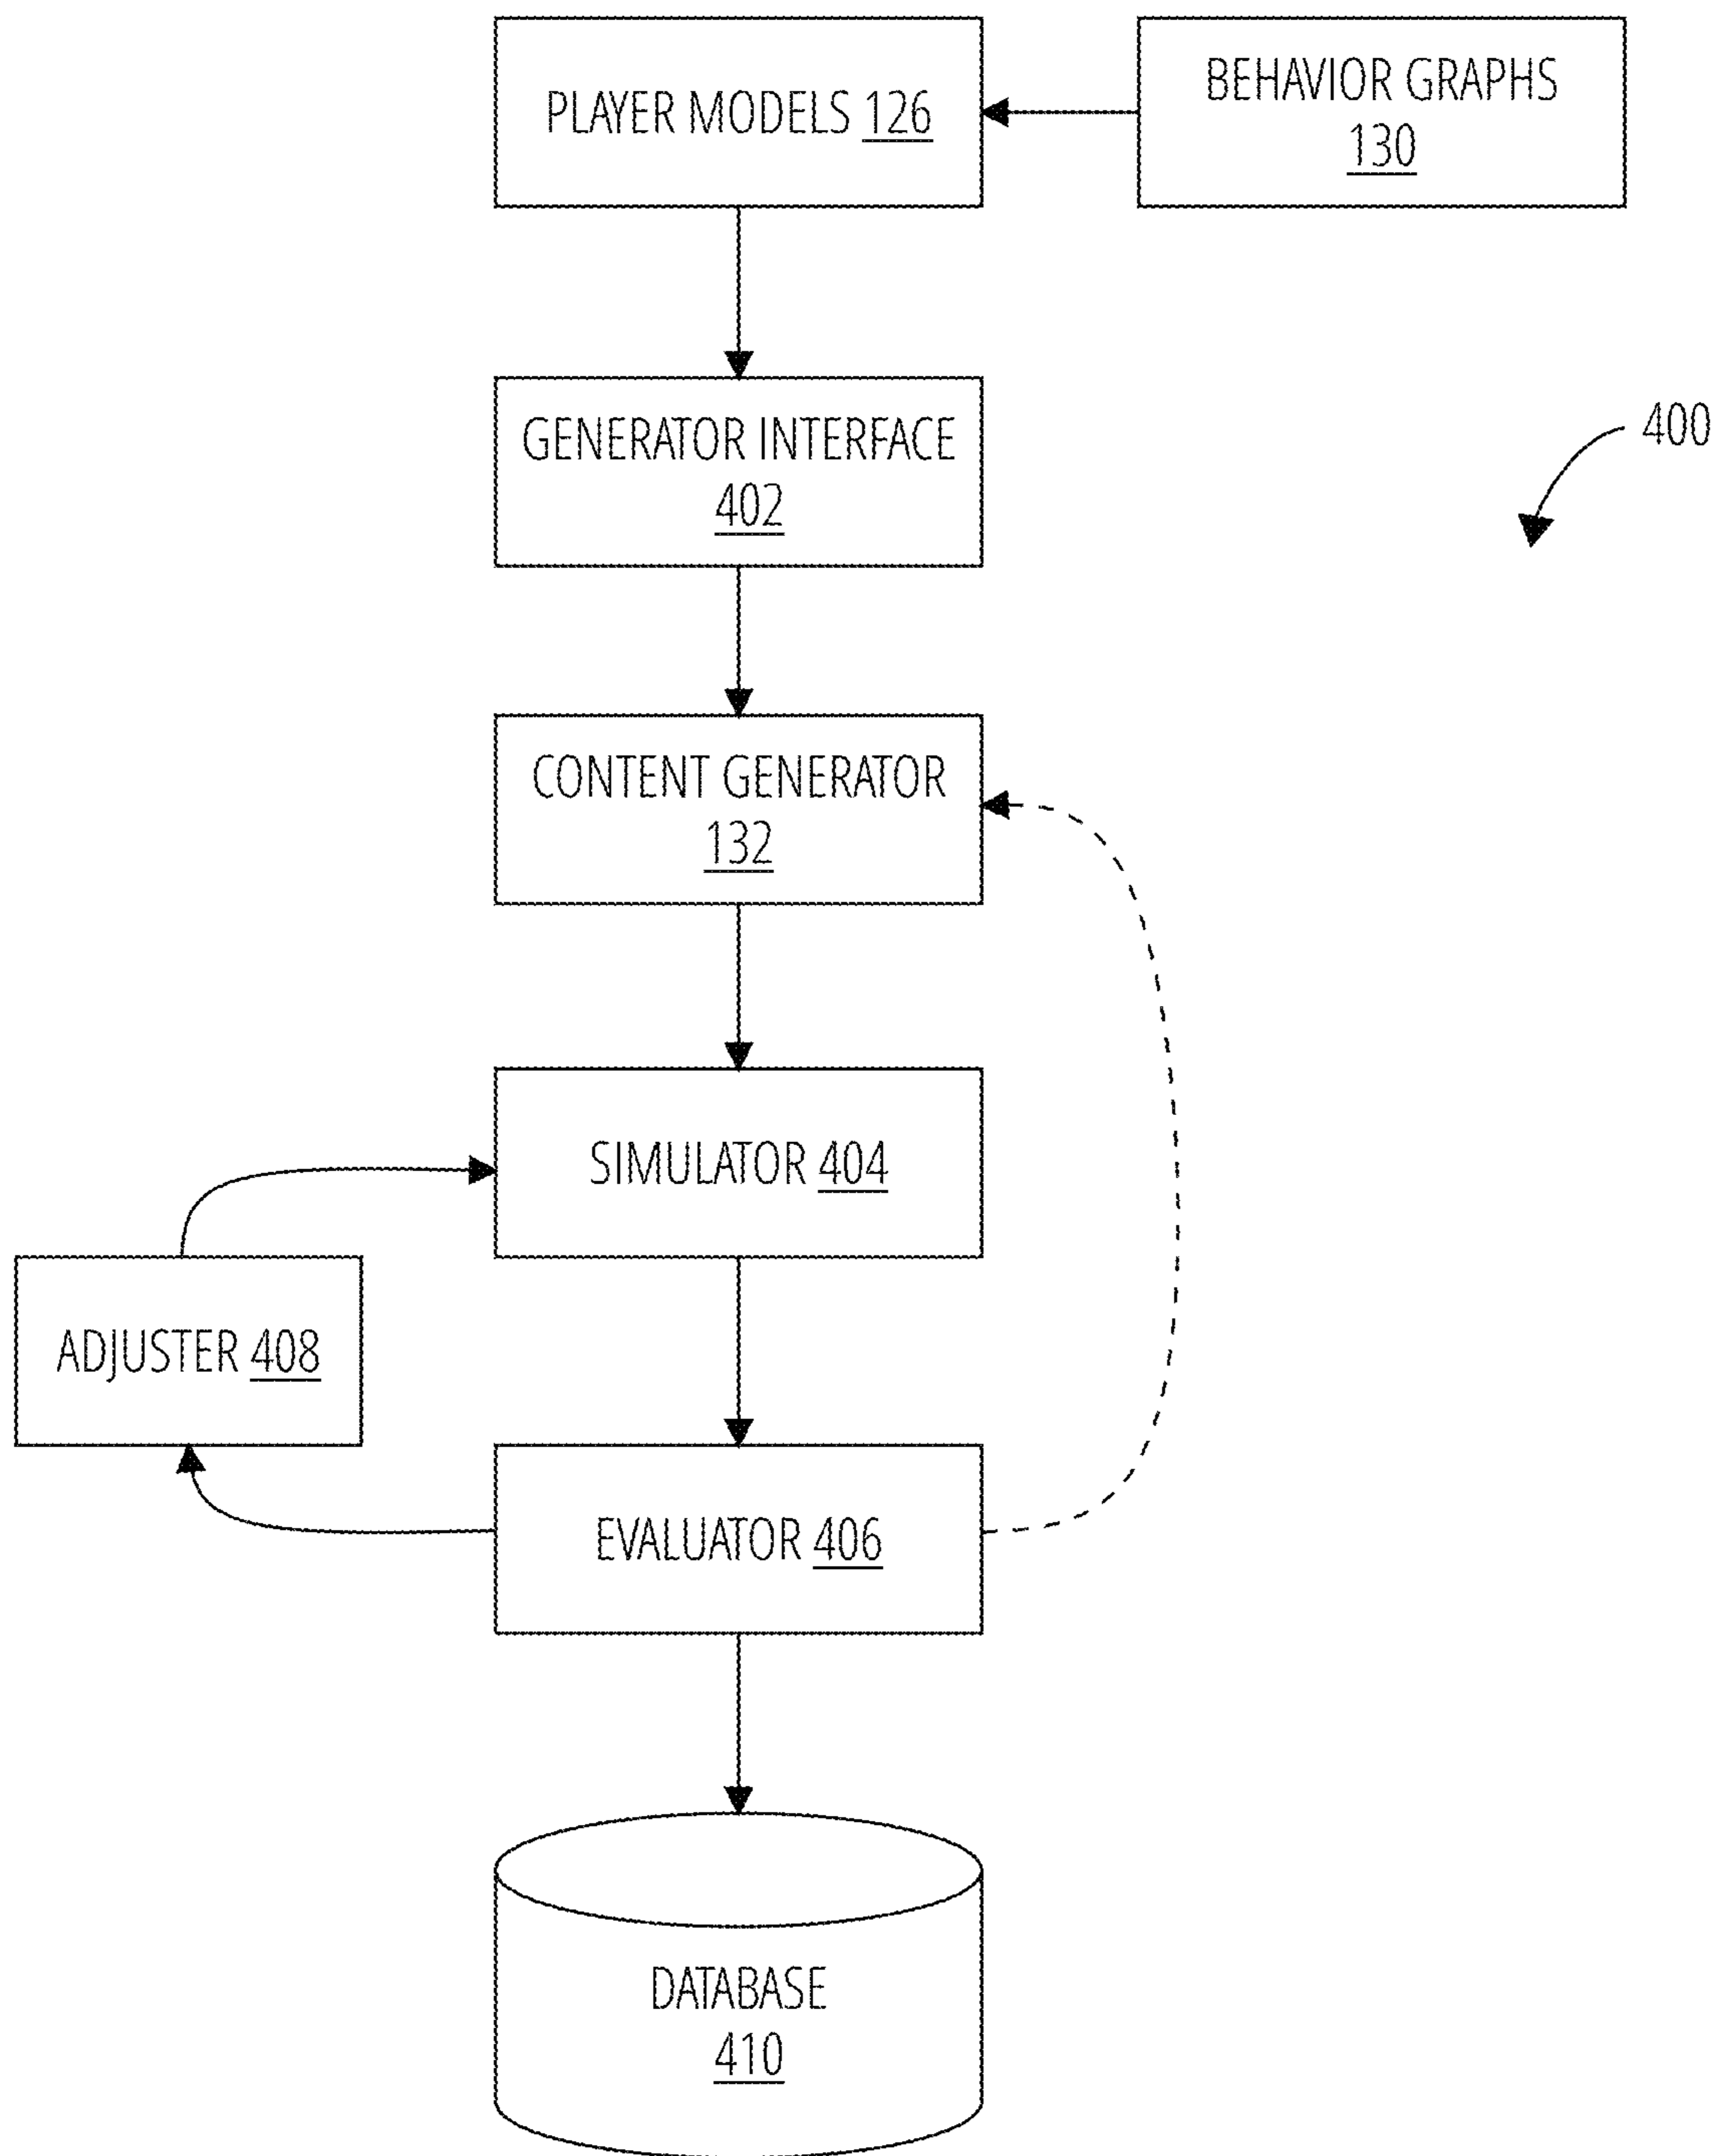 PLAYER MODELS 126
BEHAVIOR GRAPHS
130
GENERATOR INTERFACE
402
400
CONTENT GENERATOR
132
SIMULATOR 404
ADJUSTER 408
EVALUATOR 406
DATABASE
410